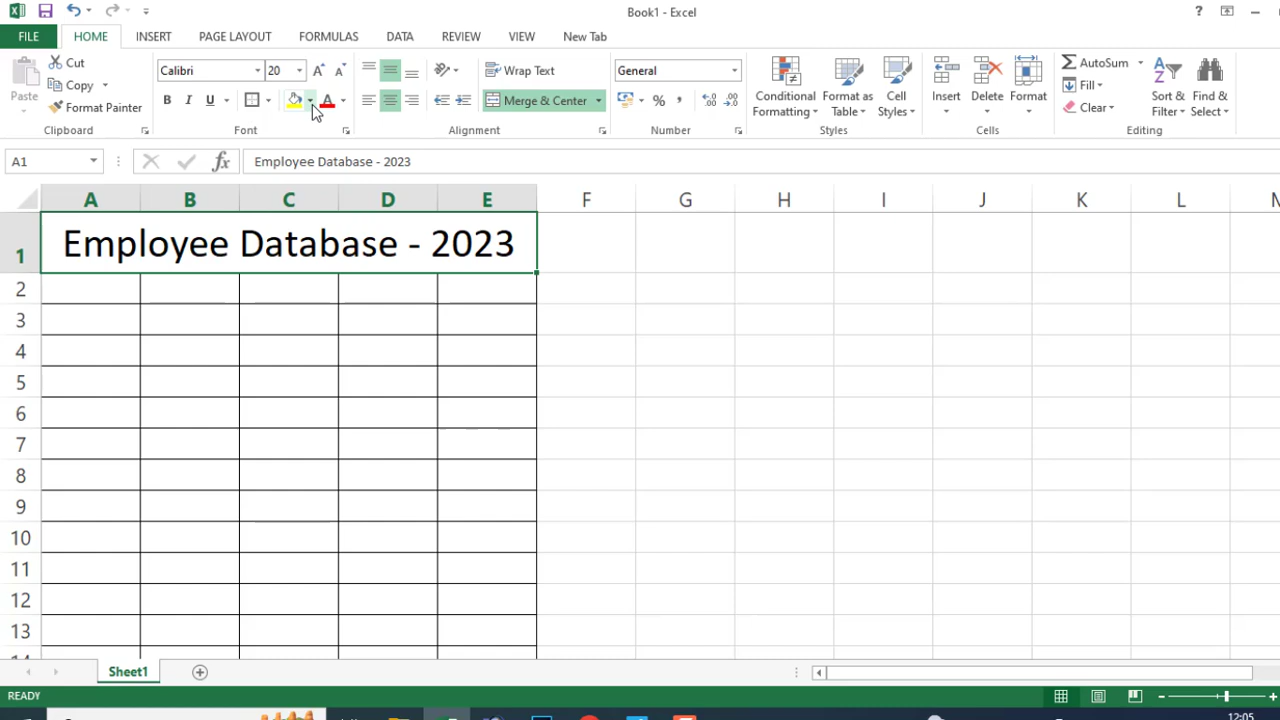 Book1 - Excel
?
FILE HOME INSERT PAGE LAYOUT FORMULAS DATA REVIEW VIEW New Tab
Paste
Cut
Copy
Format Painter
Clipboard
Calibri 20
B I U A
Font
Wrap Text
Merge & Center
Alignment
General
% ,
Number
Conditional Formatting
Format as Table
Cell Styles
Styles
Insert
Delete
Format
Cells
AutoSum
Fill
Clear
Sort & Filter
Find & Select
Editing
A1 fx Employee Database - 2023
A B C D E F G H I J K L
1 Employee Database - 2023
2
3
4
5
6
7
8
9
10
11
12
13
Sheet1
READY
12:05